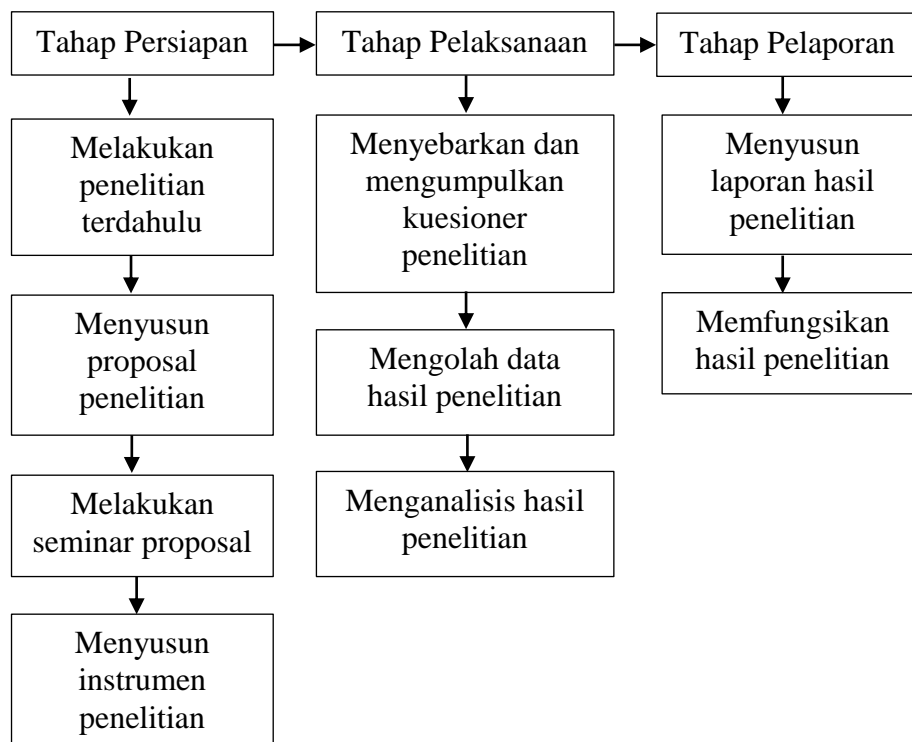 Tahap Persiapan
Tahap Pelaksanaan
Tahap Pelaporan
Melakukan
penelitian
terdahulu
Menyusun
proposal
penelitian
Melakukan
seminar proposal
Menyusun
instrumen
penelitian
Menyebarkan dan
mengumpulkan
kuesioner
penelitian
Mengolah data
hasil penelitian
Menganalisis hasil
penelitian
Menyusun
laporan hasil
penelitian
Memfungsikan
hasil penelitian